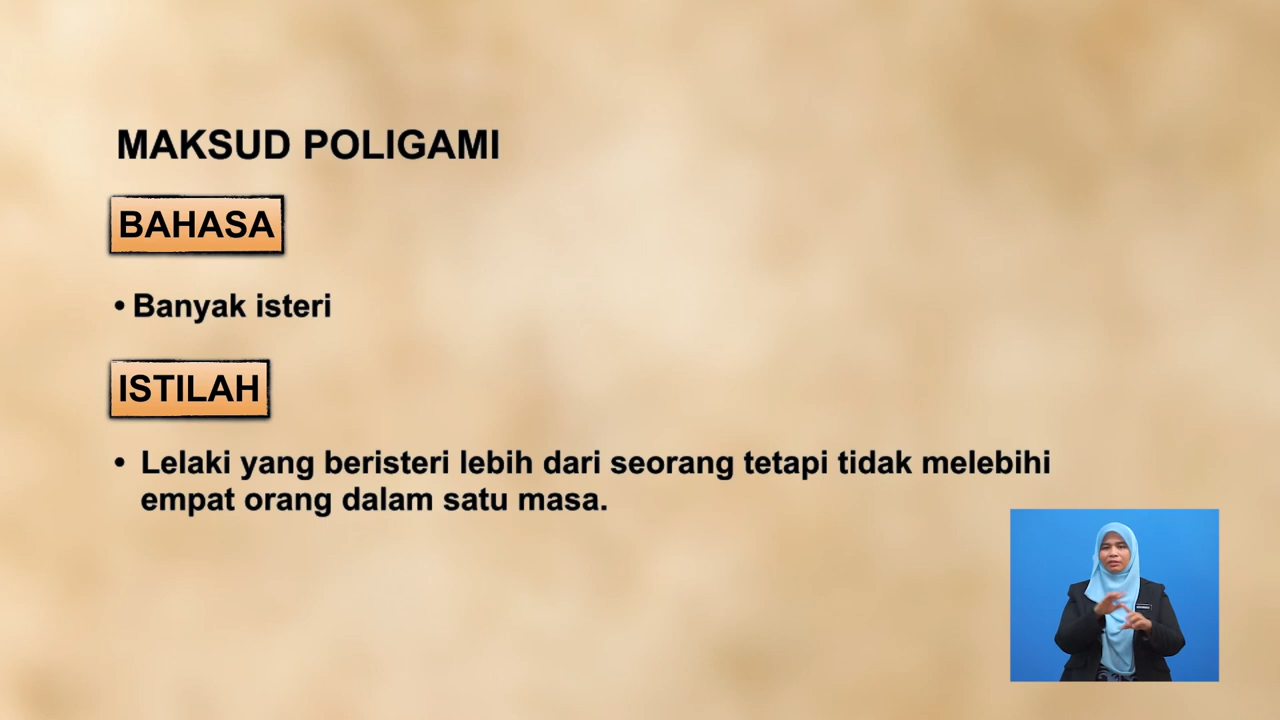 MAKSUD POLIGAMI
BAHASA
• Banyak isteri
ISTILAH
• Lelaki yang beristeri lebih dari seorang tetapi tidak melebihi
empat orang dalam satu masa.